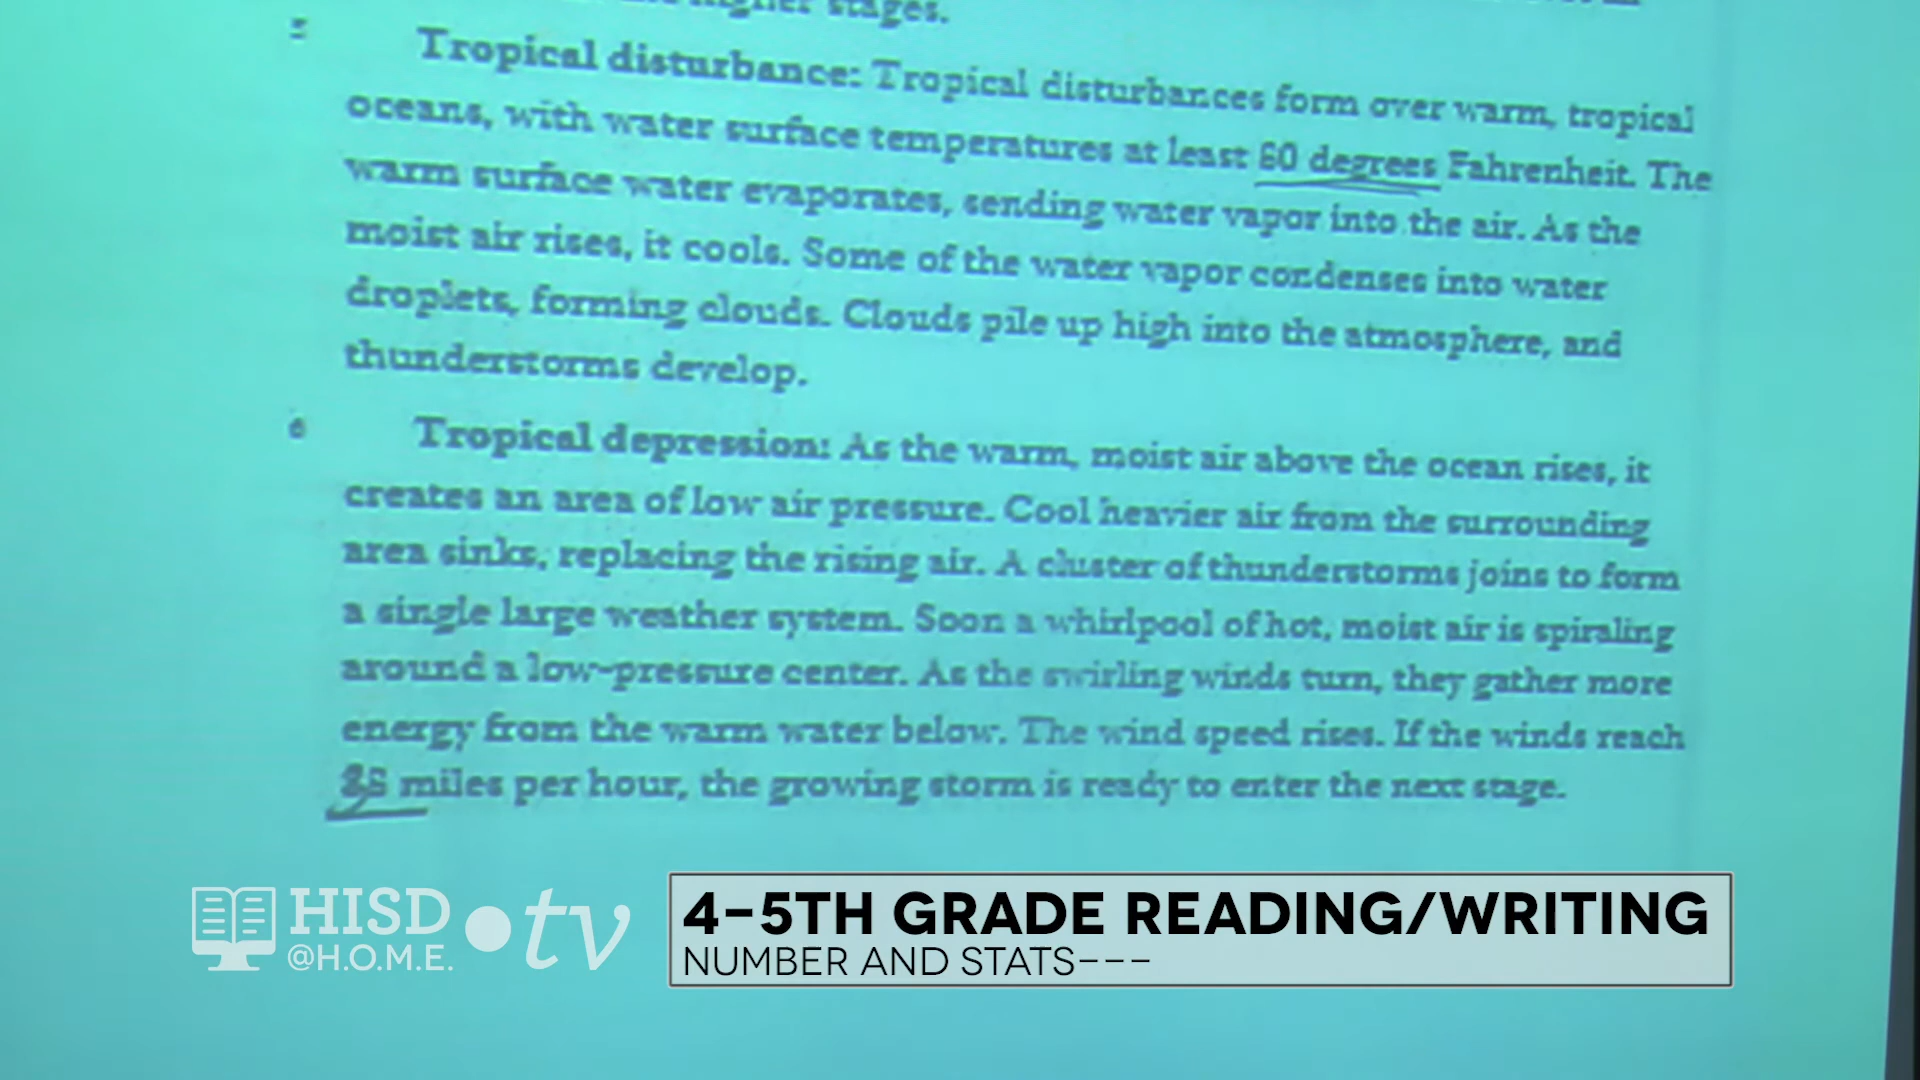 higher stages.
5 Tropical disturbance: Tropical disturbances form over warm, tropical
oceans, with water surface temperatures at least 80 degrees Fahrenheit. The
warm surface water evaporates, sending water vapor into the air. As the
moist air rises, it cools. Some of the water vapor condenses into water
droplets, forming clouds. Clouds pile up high into the atmosphere, and
thunderstorms develop.
6 Tropical depression: As the warm, moist air above the ocean rises, it
creates an area of low air pressure. Cool heavier air from the surrounding
area sinks, replacing the rising air. A cluster of thunderstorms joins to form
a single large weather system. Soon a whirlpool of hot, moist air is spiraling
around a low-pressure center. As the swirling winds turn, they gather more
energy from the warm water below. The wind speed rises. If the winds reach
miles per hour, the growing storm is ready to enter the next stage.
HISD
@H.O.M.E.
•tv
4-5TH GRADE READING/WRITING
NUMBER AND STATS---